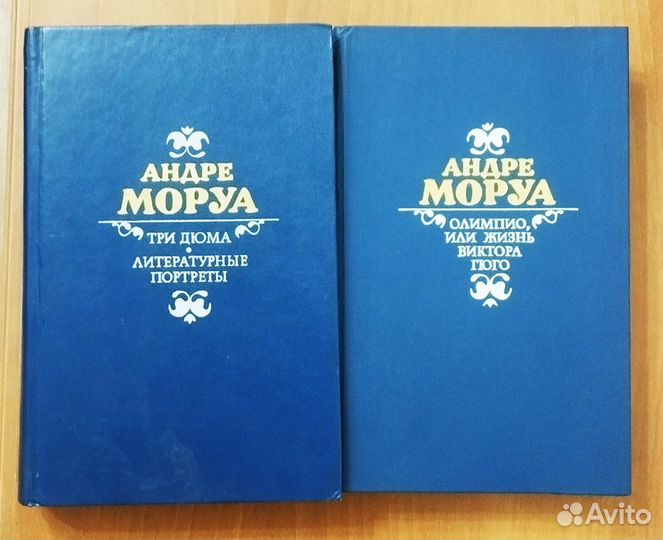 АНДРЕ
МОРУА
ТРИ ДЮМА
•
ЛИТЕРАТУРНЫЕ
ПОРТРЕТЫ
АНДРЕ
МОРУА
ОЛИМПИО,
ИЛИ ЖИЗНЬ
ВИКТОРА
ГЮГО
Avito